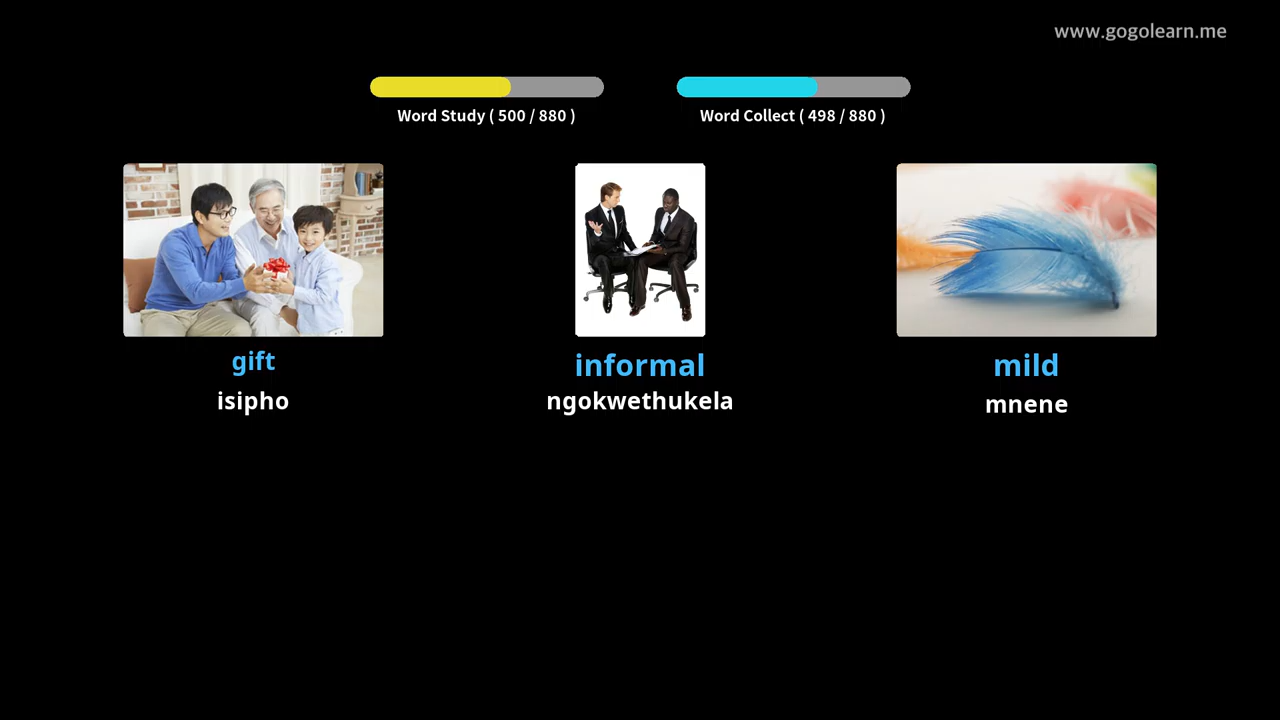 www.gogolearn.me
Word Study ( 500 / 880 )
Word Collect ( 498 / 880 )
gift
isipho
informal
ngokwethukela
mild
mnene